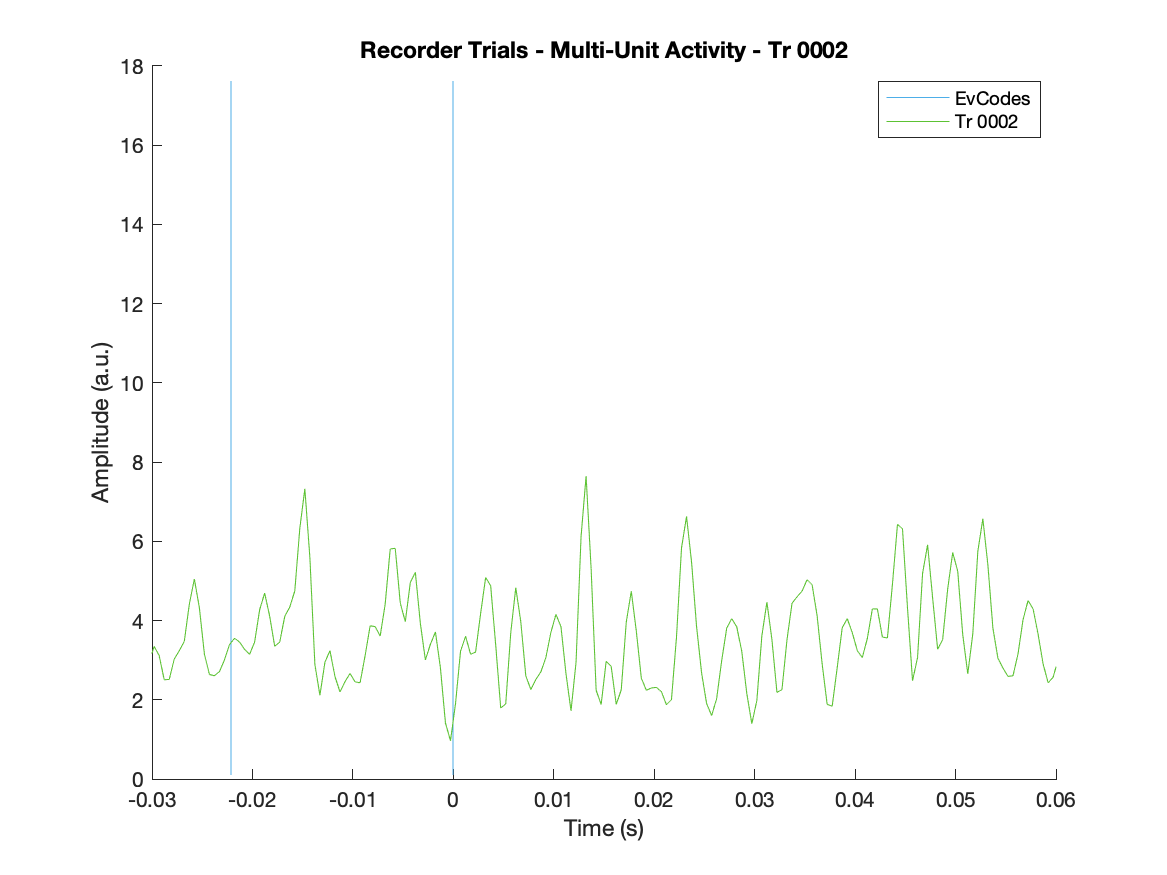 Recorder Trials - Multi-Unit Activity - Tr 0002
EvCodes
Tr 0002
18
16
14
12
10
8
6
4
2
0
Amplitude (a.u.)
-0.03 -0.02 -0.01 0 0.01 0.02 0.03 0.04 0.05 0.06
Time (s)